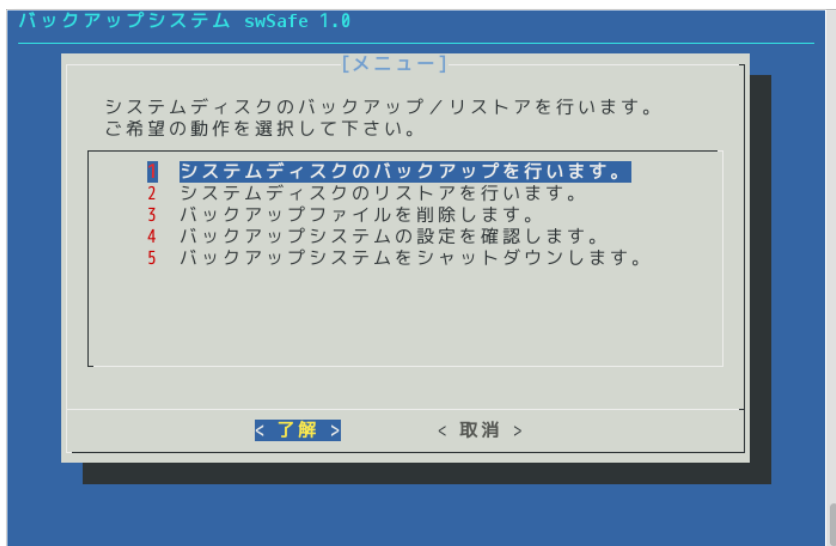 バックアップシステム swSafe 1.0
[メニュー]
システムディスクのバックアップ/リストアを行います。
ご希望の動作を選択して下さい。
1 システムディスクのバックアップを行います。
2 システムディスクのリストアを行います。
3 バックアップファイルを削除します。
4 バックアップシステムの設定を確認します。
5 バックアップシステムをシャットダウンします。
< 了解 > < 取消 >